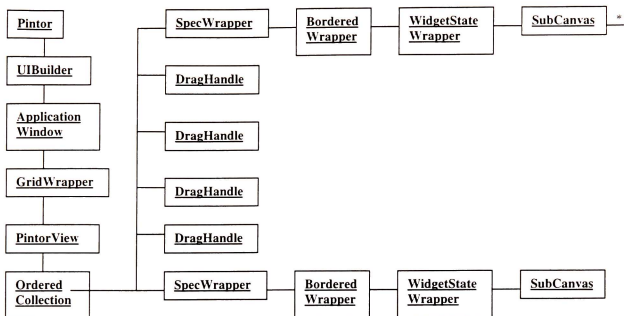 Pintor
UIBuilder
Application
Window
GridWrapper
PintorView
Ordered
Collection
SpecWrapper
Bordered
Wrapper
WidgetState
Wrapper
SubCanvas
*
DragHandle
DragHandle
DragHandle
DragHandle
SpecWrapper
Bordered
Wrapper
WidgetState
Wrapper
SubCanvas